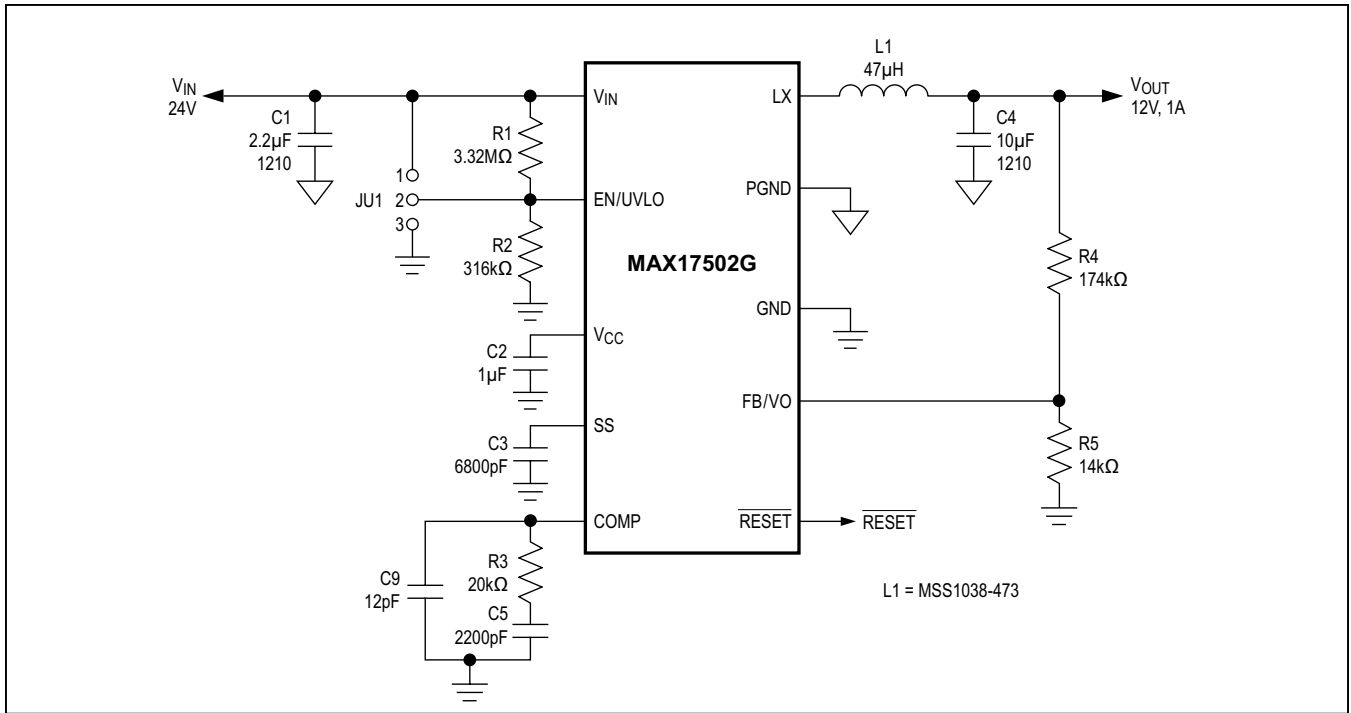 VIN
24V
C1
2.2µF
1210
JU1
1
2
3
R1
3.32MΩ
R2
316kΩ
C2
1µF
C3
6800pF
C9
12pF
R3
20kΩ
C5
2200pF
VIN
EN/UVLO
VCC
SS
COMP
MAX17502G
LX
PGND
GND
FB/VO
RESET
RESET
L1
47µH
C4
10µF
1210
VOUT
12V, 1A
R4
174kΩ
R5
14kΩ
L1 = MSS1038-473